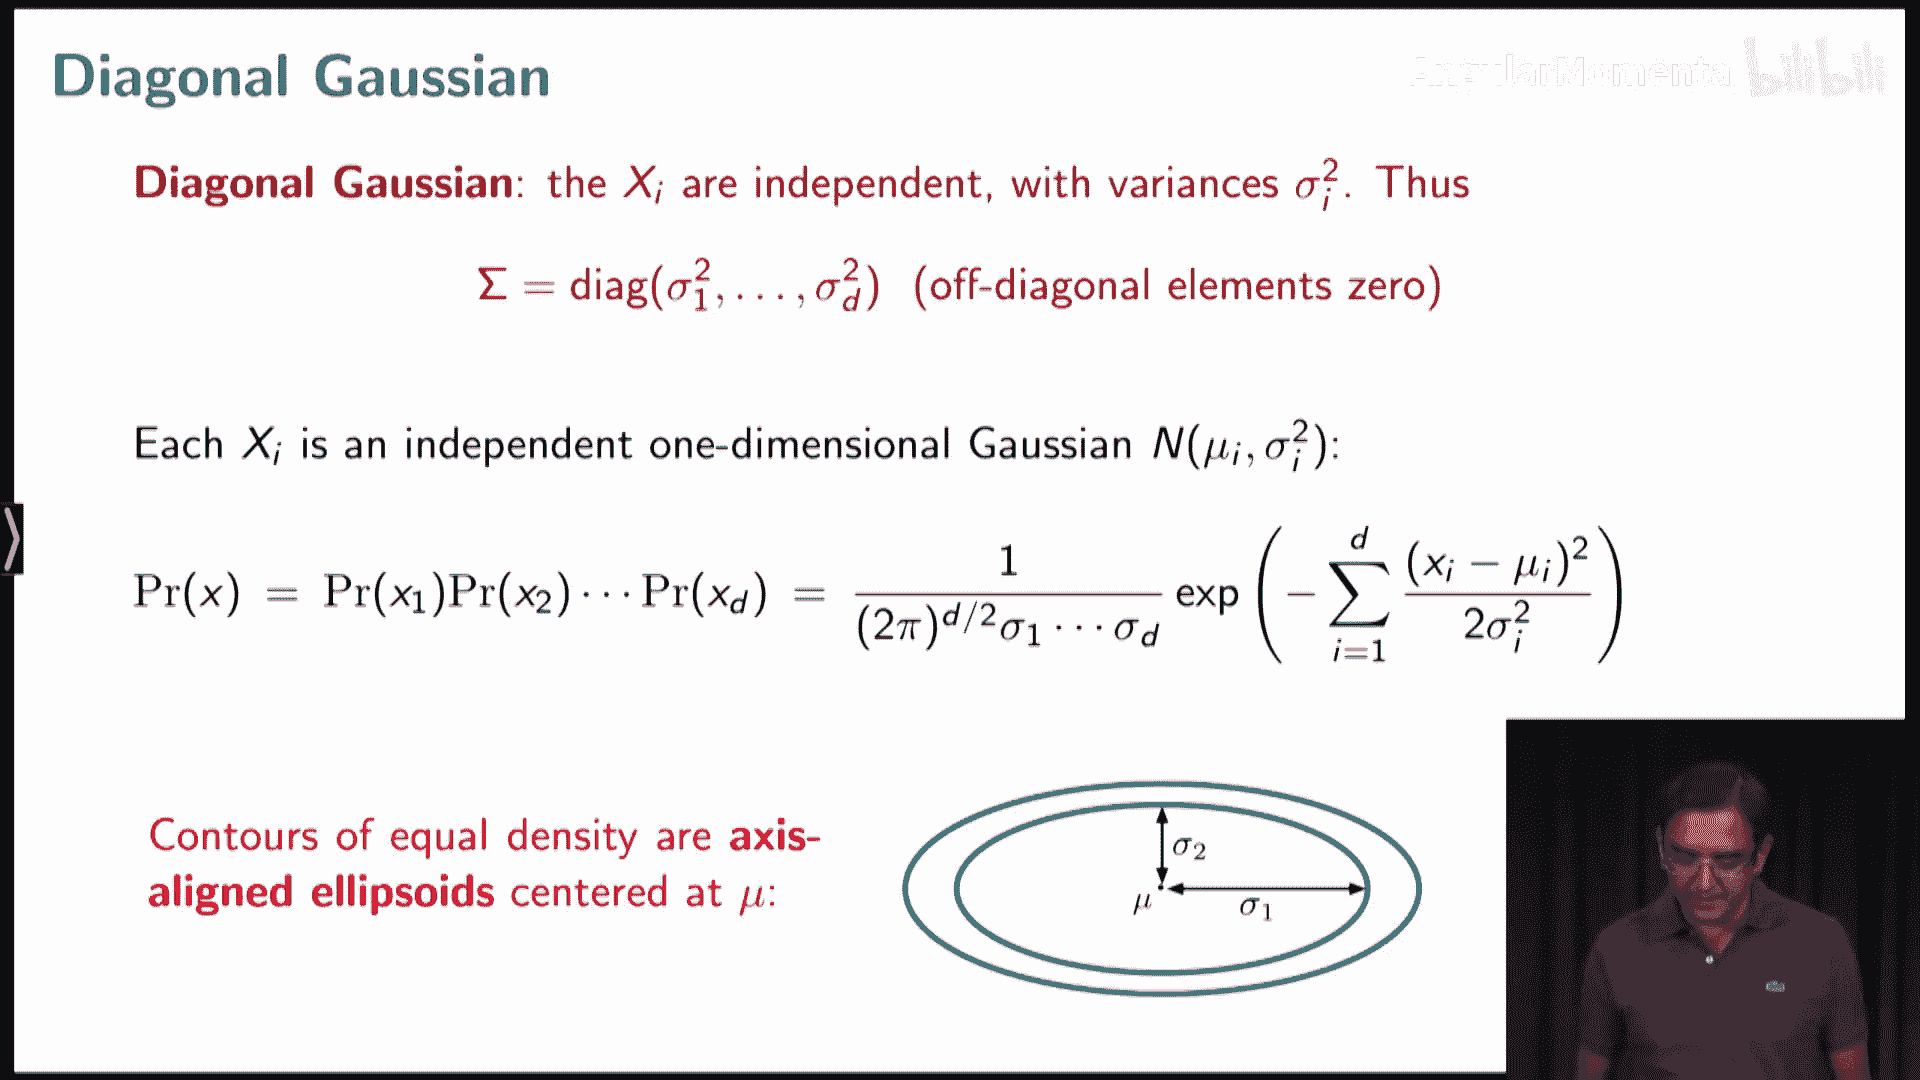 Diagonal Gaussian
AngularMomenta bilibili
Diagonal Gaussian: the Xᵢ are independent, with variances σᵢ². Thus
Σ = diag(σ₁², . . . , σ_d²) (off-diagonal elements zero)
Each Xᵢ is an independent one-dimensional Gaussian N(μᵢ, σᵢ²):
Pr(x) = Pr(x₁)Pr(x₂) · · · Pr(x_d) = 1 / ((2π)^{d/2} σ₁ · · · σ_d) exp ( − ∑_{i=1}^{d} (xᵢ − μᵢ)² / 2σᵢ² )
Contours of equal density are axis-
aligned ellipsoids centered at μ:
σ₂
μ
σ₁